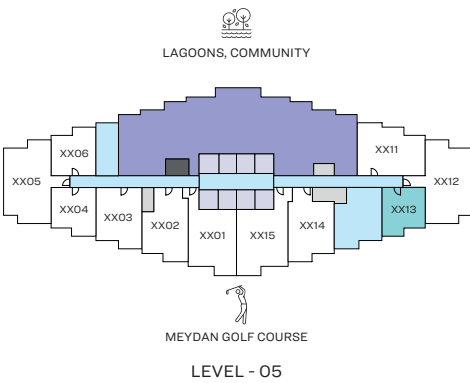 LAGOONS, COMMUNITY
XX06
XX11
XX05
XX12
XX04
XX03
XX02
XX01
XX15
XX14
XX13
MEYDAN GOLF COURSE
LEVEL - 05